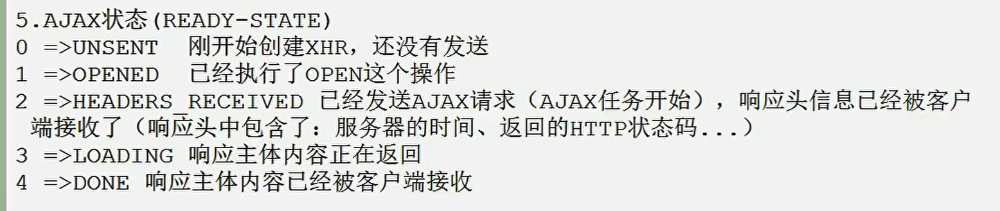 5.AJAX状态(READY-STATE)
0 =>UNSENT  刚开始创建XHR，还没有发送
1 =>OPENED  已经执行了OPEN这个操作
2 =>HEADERS_RECEIVED 已经发送AJAX请求（AJAX任务开始），响应头信息已经被客户
端接收了（响应头中包含了：服务器的时间、返回的HTTP状态码...）
3 =>LOADING 响应主体内容正在返回
4 =>DONE 响应主体内容已经被客户端接收